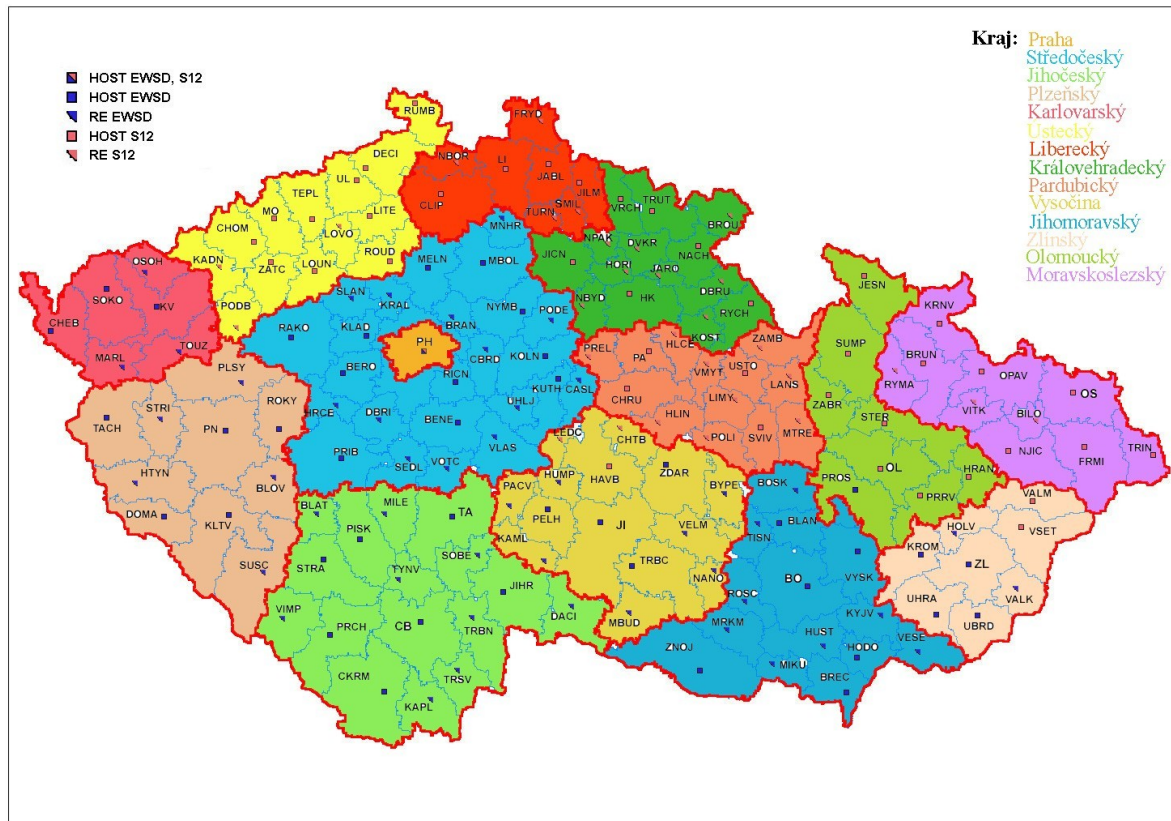 Kraj: Praha
Středočeský
Jihočeský
Plzeňský
Karlovarský
Ústecký
Liberecký
Královehradecký
Pardubický
Vysočina
Jihomoravský
Zlínsky
Olomoucký
Moravskoslezský
HOST EWSD, S12
HOST EWSD
RE EWSD
HOST S12
RE S12
RUMB
FRYD
DECI
NBOR
LI
UL
JABL
TEPL
JILM
CLIP
SMIL
VRCH
TRUT
MO
LITE
TURN
BROU
CHOM
LOVO
MNHR
NPAK
DVKR
OSOH
KADN
ZATC
LOUN
ROUD
MELN
MBOL
JICN
HORI
JARO
NACH
JESN
SOKO
KV
PODB
SLAN
KRAL
NYMB
PODE
NBYD
HK
DBRU
RYCH
KRNV
CHEB
RAKO
KLAD
BRAN
KOST
MARL
TOUZ
PH
CBRD
KOLN
PREL
PA
HLCE
ZAMB
SUMP
BRUN
PLSY
BERO
RICN
VMYT
USTO
RYMA
OPAV
STRI
ROKY
HRCE
DBRI
BENE
UHLJ
KUTH
CASL
CHRU
LIMY
LANS
ZABR
VITK
BILO
OS
TACH
PN
HLIN
POLI
SVIV
MTRE
STER
PRIB
SEDL
VOTC
VLAS
LEDC
CHTB
NJIC
FRMI
TRIN
HTYN
BLOV
PACV
HUMP
HAVB
ZDAR
BYPE
BOSK
PROS
OL
HRAN
DOMA
KLTV
BLAT
MILE
TA
PELH
JI
VELM
BLAN
PRRV
VALM
PISK
KAML
TISN
HOLV
VSET
SUSC
STRA
TYNV
SOBE
TRBC
NANO
BO
VYSK
KROM
ZL
VIMP
PRCH
CB
JIHR
DACI
MBUD
ROSC
MRKM
KYJV
UHRA
UBRD
VALK
TRBN
ZNOJ
HUST
HODO
VESE
CKRM
TRSV
MIKU
BREC
KAPL